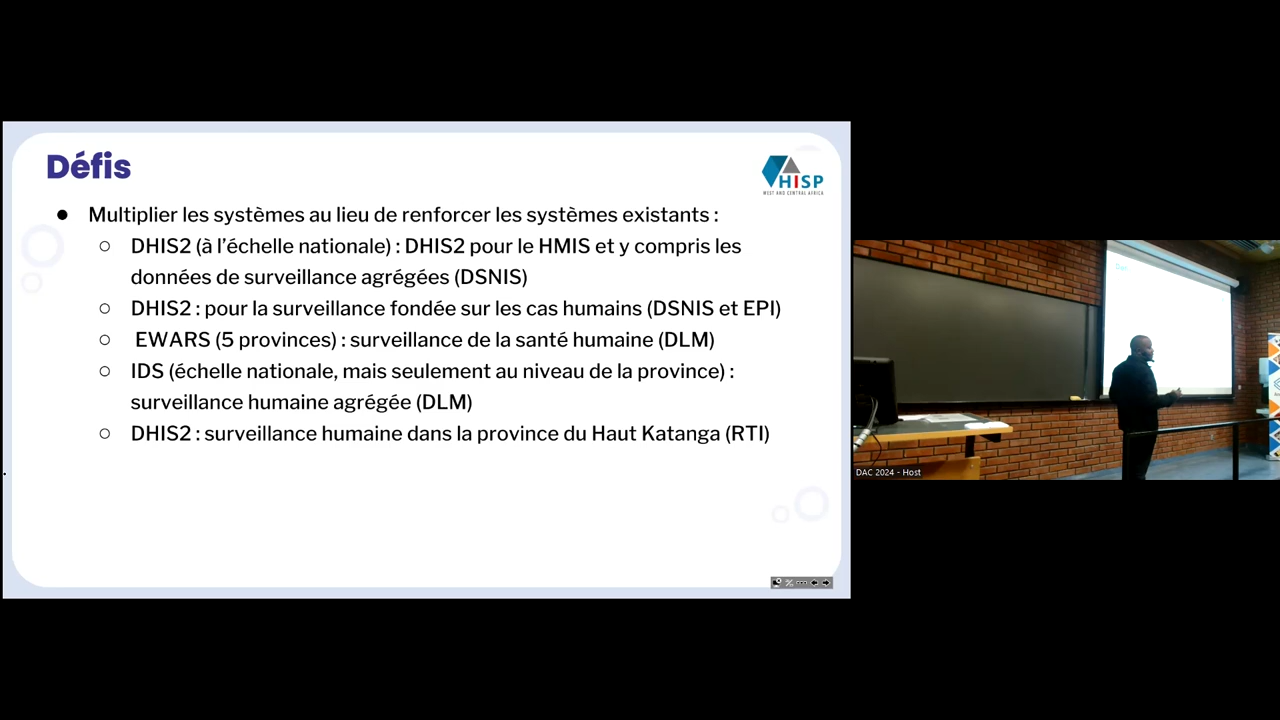 Défis
HISP
WEST AND CENTRAL AFRICA
● Multiplier les systèmes au lieu de renforcer les systèmes existants :
○ DHIS2 (à l'échelle nationale) : DHIS2 pour le HMIS et y compris les
données de surveillance agrégées (DSNIS)
○ DHIS2 : pour la surveillance fondée sur les cas humains (DSNIS et EPI)
○ EWARS (5 provinces) : surveillance de la santé humaine (DLM)
○ IDS (échelle nationale, mais seulement au niveau de la province) :
surveillance humaine agrégée (DLM)
○ DHIS2 : surveillance humaine dans la province du Haut Katanga (RTI)
DAC 2024 - Host